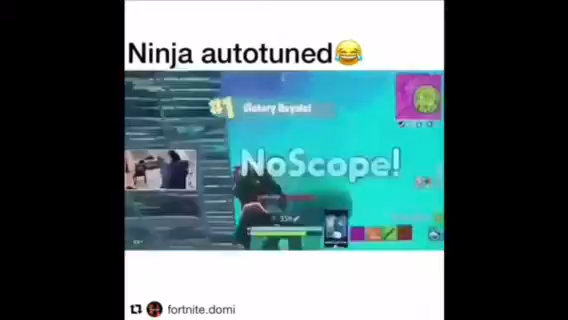 Ninja autotuned😂
#1
Victory Royale!
NoScope!
fortnite.domi